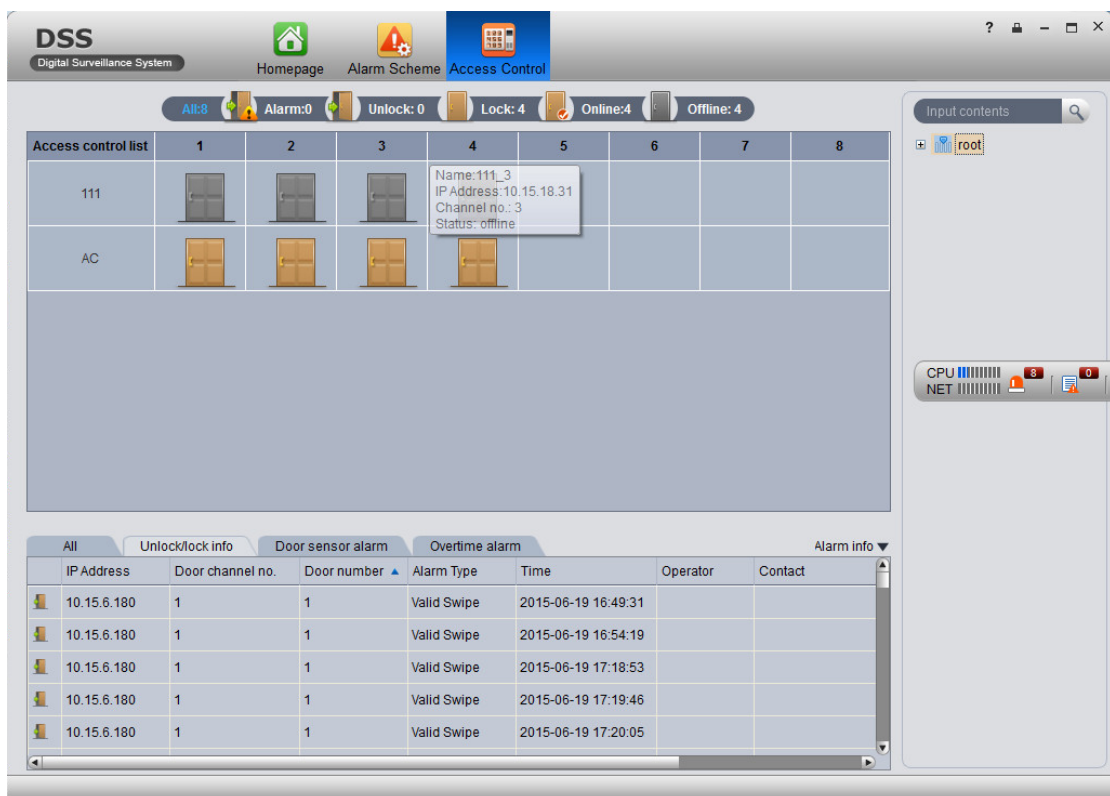 DSS
Digital Surveillance System
Homepage Alarm Scheme Access Control
?
All:8 Alarm:0 Unlock: 0 Lock: 4 Online:4 Offline: 4
Input contents
root
Access control list 1 2 3 4 5 6 7 8
111
Name:111_3
IP Address:10.15.18.31
Channel no.: 3
Status: offline
AC
CPU 8 0
NET
All Unlock/lock info Door sensor alarm Overtime alarm Alarm info
IP Address Door channel no. Door number Alarm Type Time Operator Contact
10.15.6.180 1 1 Valid Swipe 2015-06-19 16:49:31
10.15.6.180 1 1 Valid Swipe 2015-06-19 16:54:19
10.15.6.180 1 1 Valid Swipe 2015-06-19 17:18:53
10.15.6.180 1 1 Valid Swipe 2015-06-19 17:19:46
10.15.6.180 1 1 Valid Swipe 2015-06-19 17:20:05